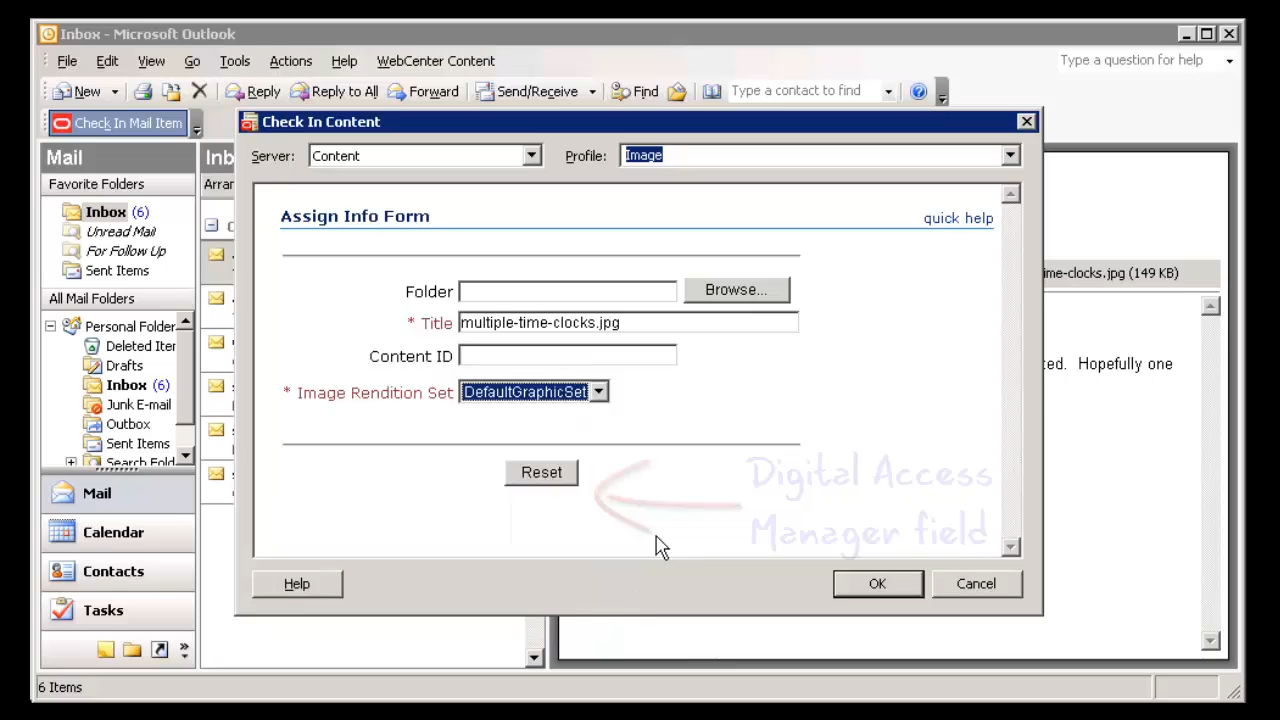 Inbox - Microsoft Outlook
File Edit View Go Tools Actions Help WebCenter Content
Type a question for help
New Reply Reply to All Forward Send/Receive Find Type a contact to find
Check In Mail Item
Check In Content
Mail
Server: Content Profile: Image
Favorite Folders
Inbox (6)
Unread Mail
For Follow Up
Sent Items
All Mail Folders
Personal Folder
Deleted Iter
Drafts
Inbox (6)
Junk E-mail
Outbox
Sent Items
Search Fold
Mail
Calendar
Contacts
Tasks
6 Items
Inb
Arrar
Assign Info Form quick help
Folder Browse...
* Title multiple-time-clocks.jpg
Content ID
* Image Rendition Set DefaultGraphicSet
Reset
Digital Access
Manager field
Help OK Cancel
me-clocks.jpg (149 KB)
ted. Hopefully one